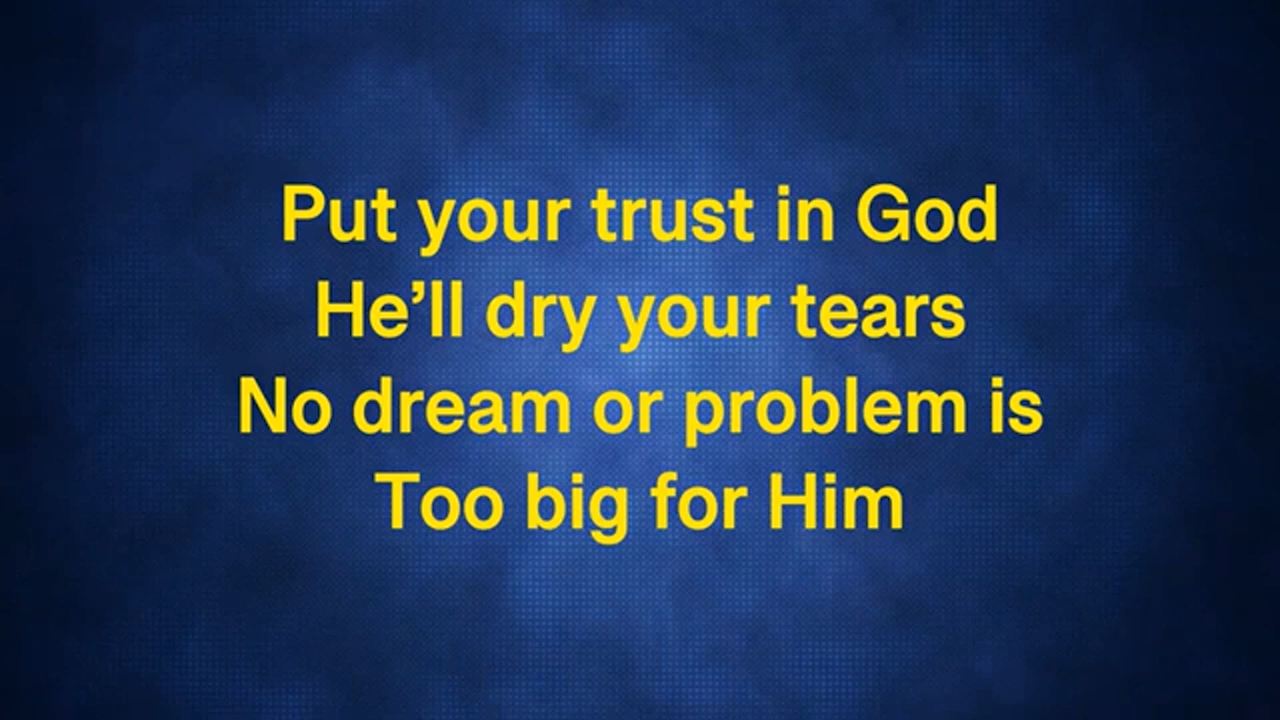 Put your trust in God
He’ll dry your tears
No dream or problem is
Too big for Him